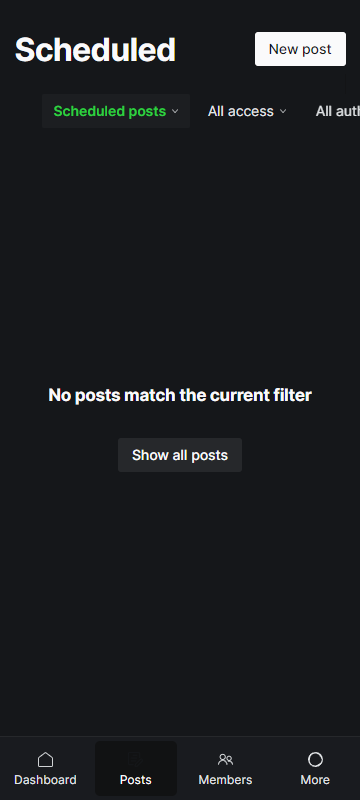 Scheduled
New post
Scheduled posts
All access
All auth
No posts match the current filter
Show all posts
Dashboard
Posts
Members
More